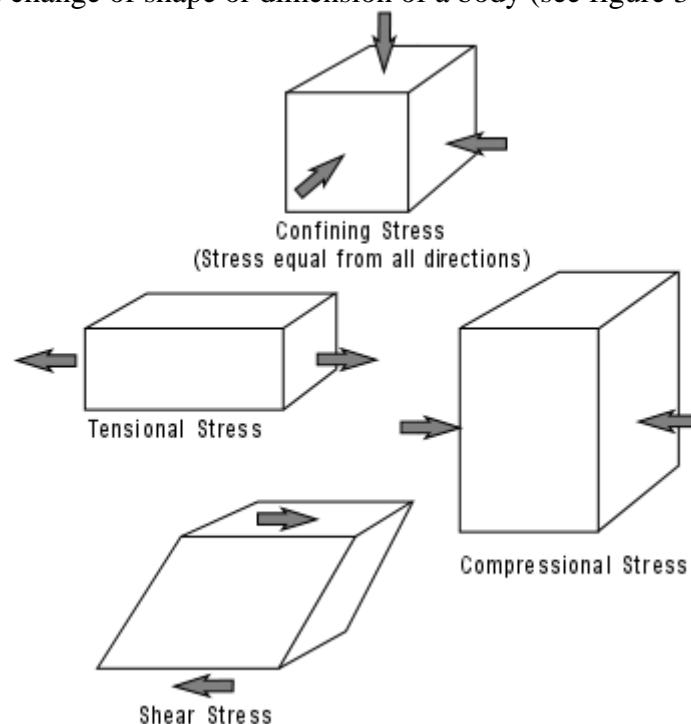 change of shape or dimension of a body (see figure
Confining Stress
(Stress equal from all directions)
Tensional Stress
Compressional Stress
Shear Stress